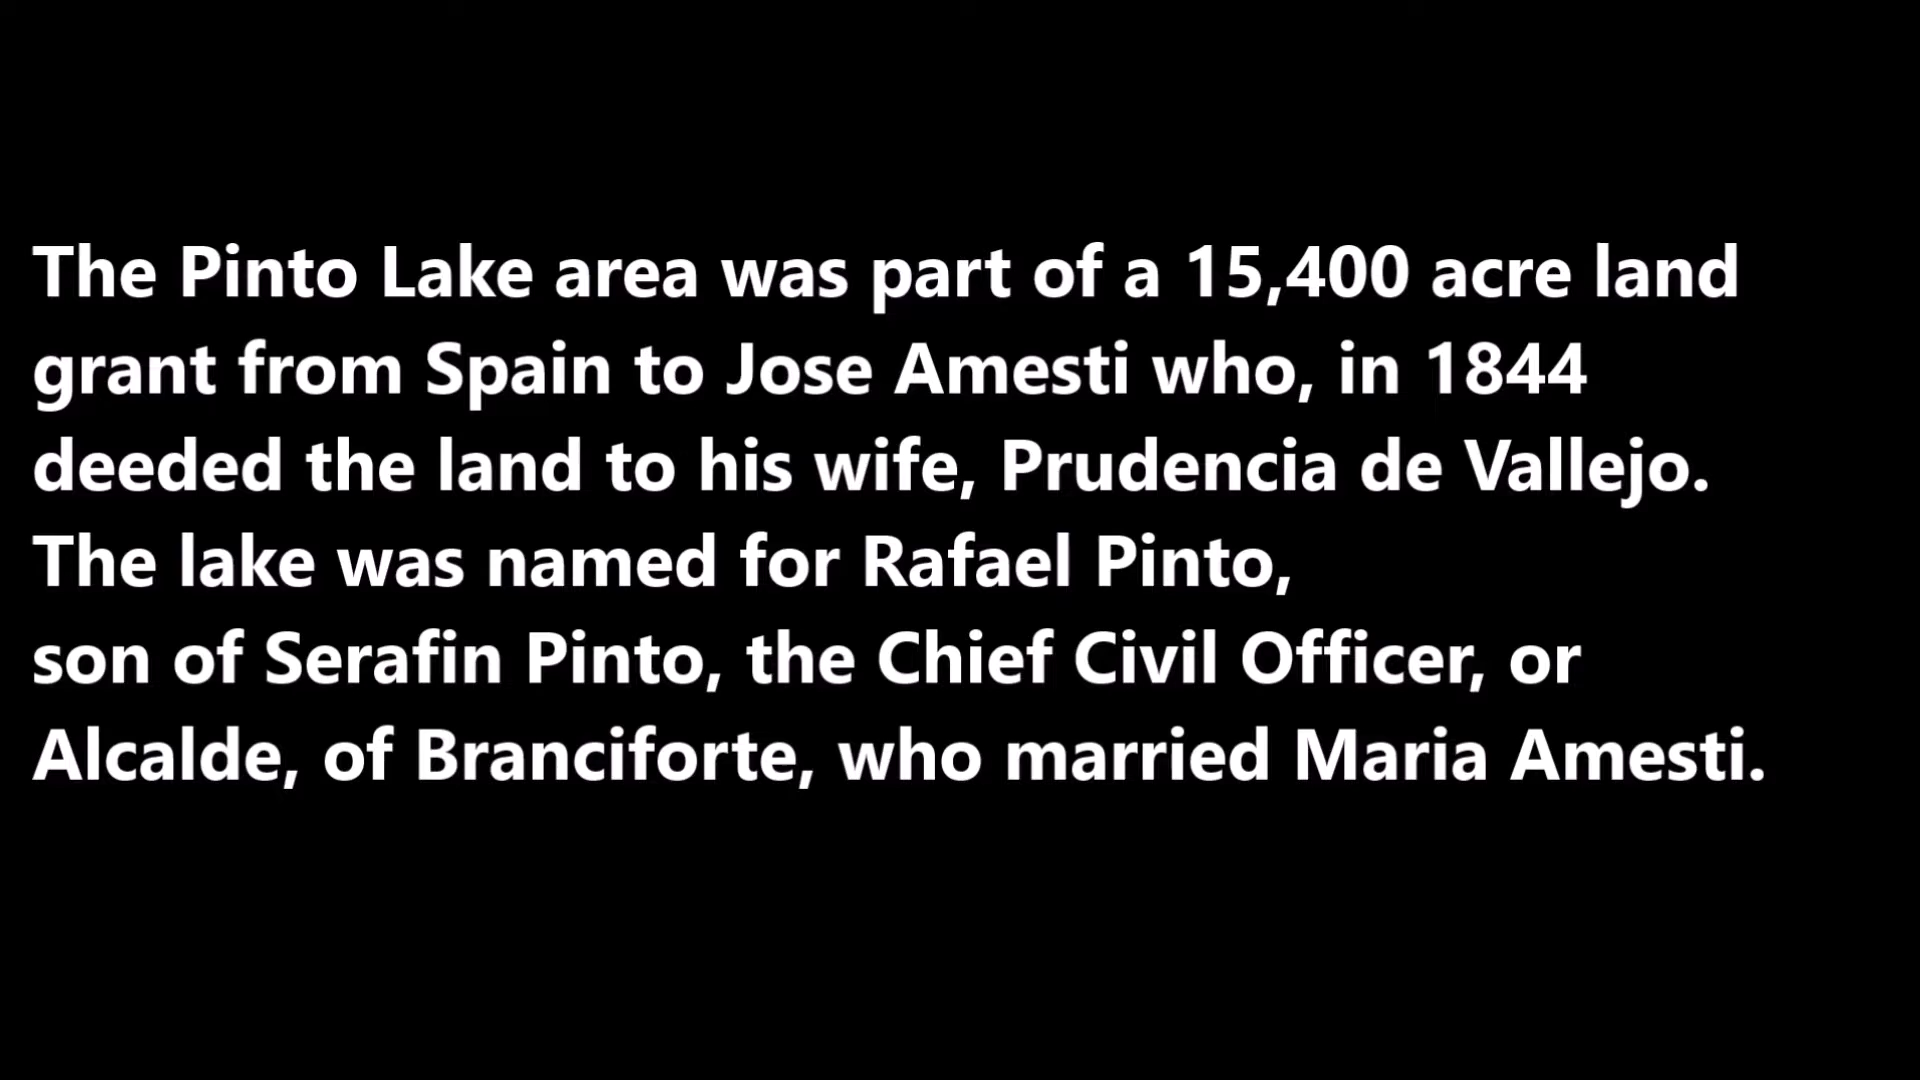 The Pinto Lake area was part of a 15,400 acre land
grant from Spain to Jose Amesti who, in 1844
deeded the land to his wife, Prudencia de Vallejo.
The lake was named for Rafael Pinto,
son of Serafin Pinto, the Chief Civil Officer, or
Alcalde, of Branciforte, who married Maria Amesti.